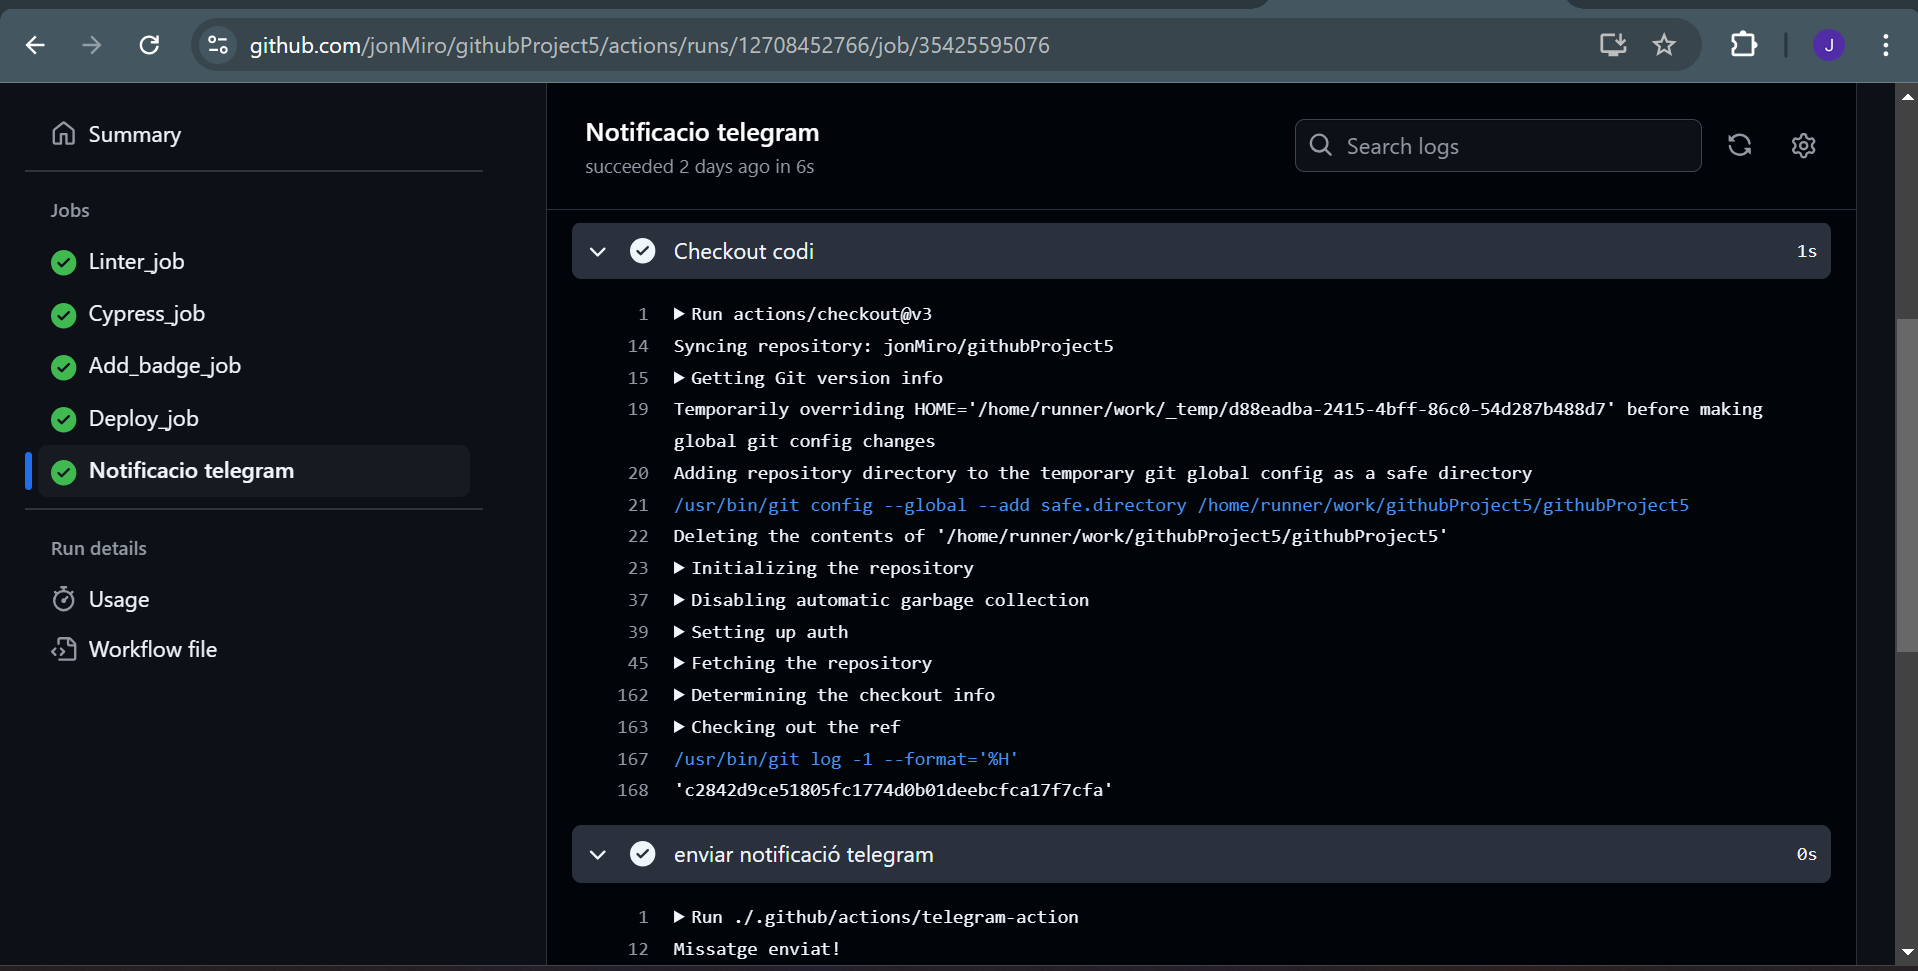 github.com/jonMiro/githubProject5/actions/runs/12708452766/job/35425595076
J
Summary
Jobs
Linter_job
Cypress_job
Add_badge_job
Deploy_job
Notificacio telegram
Run details
Usage
Workflow file
Notificacio telegram
succeeded 2 days ago in 6s
Search logs
Checkout codi 1s
1 Run actions/checkout@v3
14 Syncing repository: jonMiro/githubProject5
15 Getting Git version info
19 Temporarily overriding HOME='/home/runner/work/_temp/d88eadba-2415-4bff-86c0-54d287b488d7' before making
global git config changes
20 Adding repository directory to the temporary git global config as a safe directory
21 /usr/bin/git config --global --add safe.directory /home/runner/work/githubProject5/githubProject5
22 Deleting the contents of '/home/runner/work/githubProject5/githubProject5'
23 Initializing the repository
37 Disabling automatic garbage collection
39 Setting up auth
45 Fetching the repository
162 Determining the checkout info
163 Checking out the ref
167 /usr/bin/git log -1 --format='%H'
168 'c2842d9ce51805fc1774d0b01deebcfca17f7cfa'
enviar notificació telegram 0s
1 Run ./.github/actions/telegram-action
12 Missatge enviat!